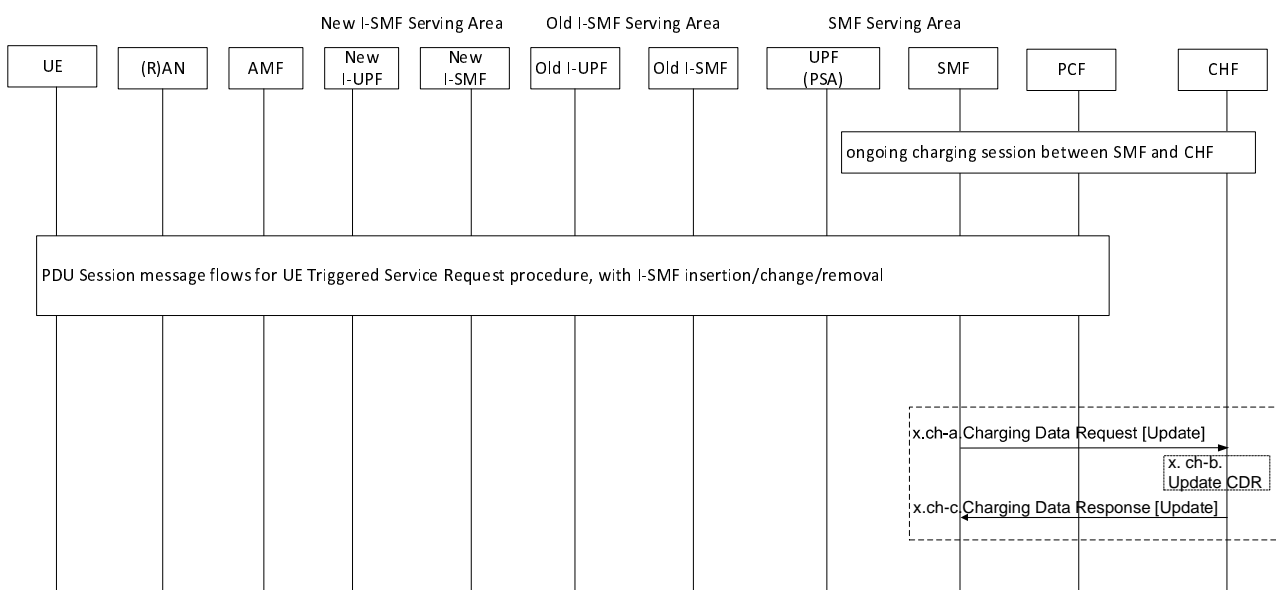 New I-SMF Serving Area
Old I-SMF Serving Area
SMF Serving Area
UE
(R)AN
AMF
New
I-UPF
New
I-SMF
Old I-UPF
Old I-SMF
UPF
(PSA)
SMF
PCF
CHF
ongoing charging session between SMF and CHF
PDU Session message flows for UE Triggered Service Request procedure, with I-SMF insertion/change/removal
x.ch-a.Charging Data Request [Update]
x. ch-b.
Update CDR
x.ch-c.Charging Data Response [Update]